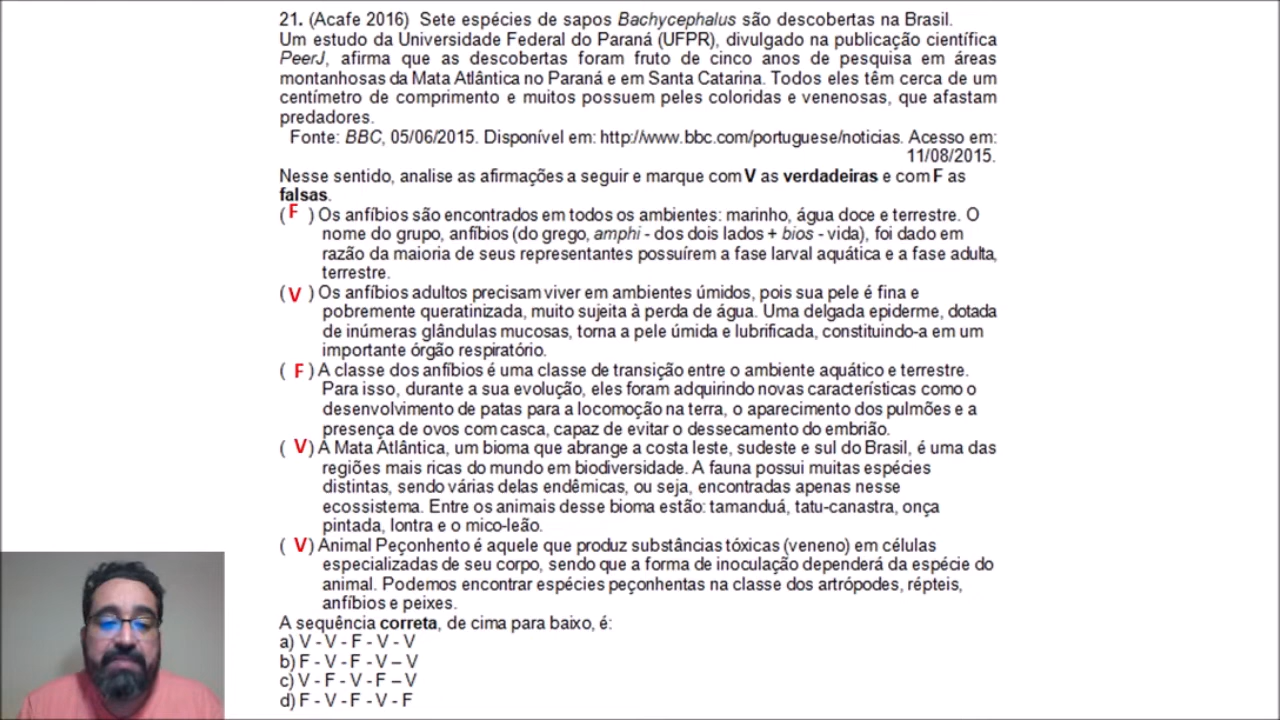 21. (Acafe 2016) Sete espécies de sapos Bachycephalus são descobertas na Brasil.
Um estudo da Universidade Federal do Paraná (UFPR), divulgado na publicação científica
PeerJ, afirma que as descobertas foram fruto de cinco anos de pesquisa em áreas
montanhosas da Mata Atlântica no Paraná e em Santa Catarina. Todos eles têm cerca de um
centímetro de comprimento e muitos possuem peles coloridas e venenosas, que afastam
predadores.
Fonte: BBC, 05/06/2015. Disponível em: http://www.bbc.com/portuguese/noticias. Acesso em:
11/08/2015.
Nesse sentido, analise as afirmações a seguir e marque com V as verdadeiras e com F as
falsas.
( F ) Os anfíbios são encontrados em todos os ambientes: marinho, água doce e terrestre. O
nome do grupo, anfíbios (do grego, amphi - dos dois lados + bios - vida), foi dado em
razão da maioria de seus representantes possuírem a fase larval aquática e a fase adulta,
terrestre.
( V ) Os anfíbios adultos precisam viver em ambientes úmidos, pois sua pele é fina e
pobremente queratinizada, muito sujeita à perda de água. Uma delgada epiderme, dotada
de inúmeras glândulas mucosas, torna a pele úmida e lubrificada, constituindo-a em um
importante órgão respiratório.
( F ) A classe dos anfíbios é uma classe de transição entre o ambiente aquático e terrestre.
Para isso, durante a sua evolução, eles foram adquirindo novas características como o
desenvolvimento de patas para a locomoção na terra, o aparecimento dos pulmões e a
presença de ovos com casca, capaz de evitar o dessecamento do embrião.
( V ) A Mata Atlântica, um bioma que abrange a costa leste, sudeste e sul do Brasil, é uma das
regiões mais ricas do mundo em biodiversidade. A fauna possui muitas espécies
distintas, sendo várias delas endêmicas, ou seja, encontradas apenas nesse
ecossistema. Entre os animais desse bioma estão: tamanduá, tatu-canastra, onça
pintada, lontra e o mico-leão.
( V ) Animal Peçonhento é aquele que produz substâncias tóxicas (veneno) em células
especializadas de seu corpo, sendo que a forma de inoculação dependerá da espécie do
animal. Podemos encontrar espécies peçonhentas na classe dos artrópodes, répteis,
anfíbios e peixes.
A sequência correta, de cima para baixo, é:
a) V - V - F - V - V
b) F - V - F - V – V
c) V - F - V - F – V
d) F - V - F - V - F